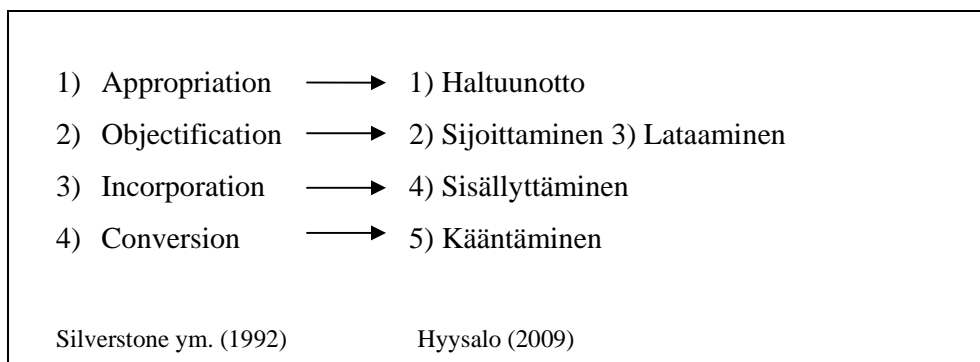 1) Appropriation 1) Haltuunotto
2) Objectification 2) Sijoittaminen 3) Lataaminen
3) Incorporation 4) Sisällyttäminen
4) Conversion 5) Kääntäminen
Silverstone ym. (1992) Hyysalo (2009)